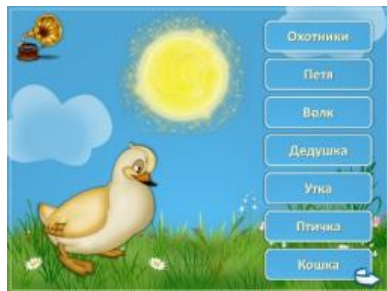 Охотники
Петя
Волк
Дедушка
Утка
Птичка
Кошка